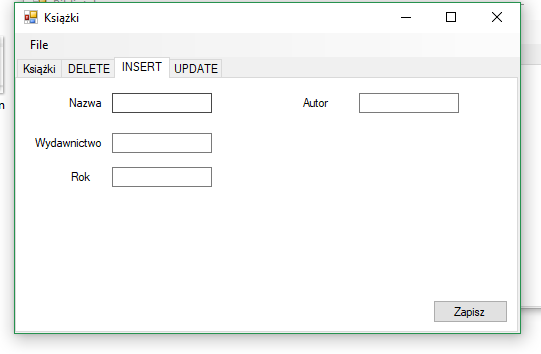 Książki
File
Książki DELETE INSERT UPDATE
Nazwa Autor
Wydawnictwo
Rok
Zapisz